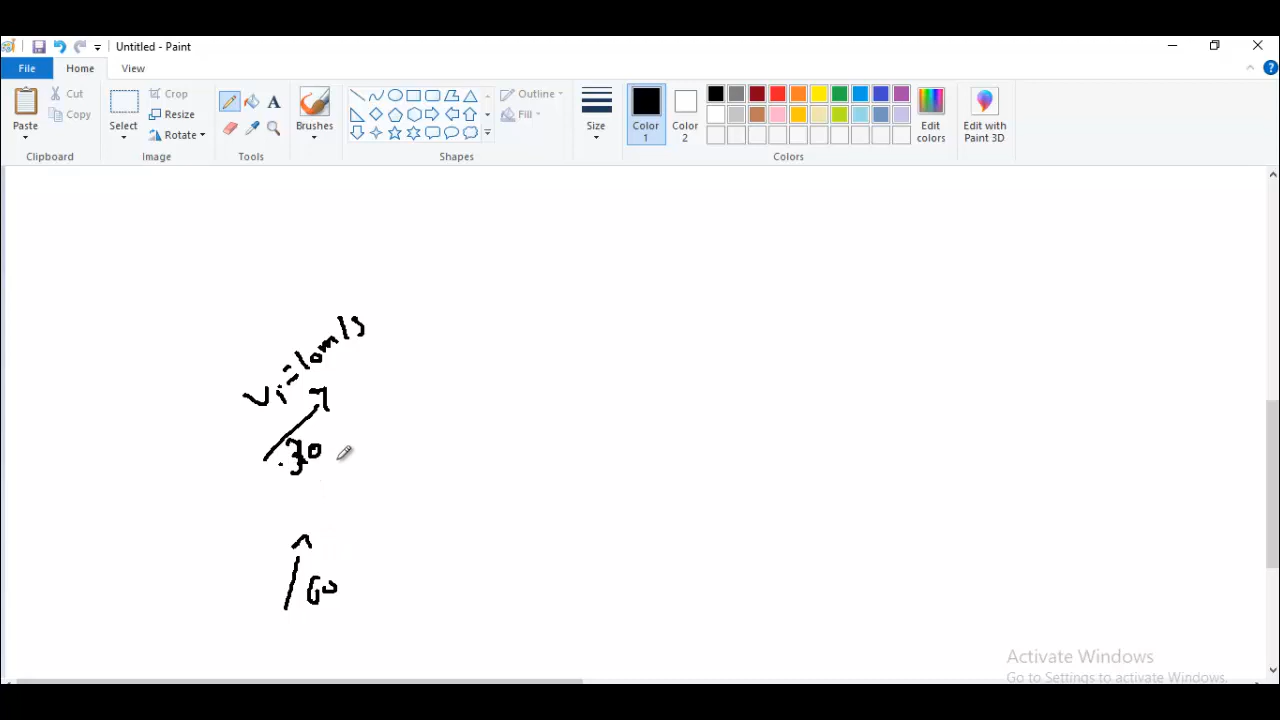 Untitled - Paint
File
Home
View
Paste
Cut
Copy
Clipboard
Select
Crop
Resize
Rotate
Image
A
Tools
Brushes
Outline
Fill
Shapes
Size
Color
1
Color
2
Edit
colors
Colors
Edit with
Paint 3D
?
Vi=10m/s
30
60
Activate Windows
Go to Settings to activate Windows.